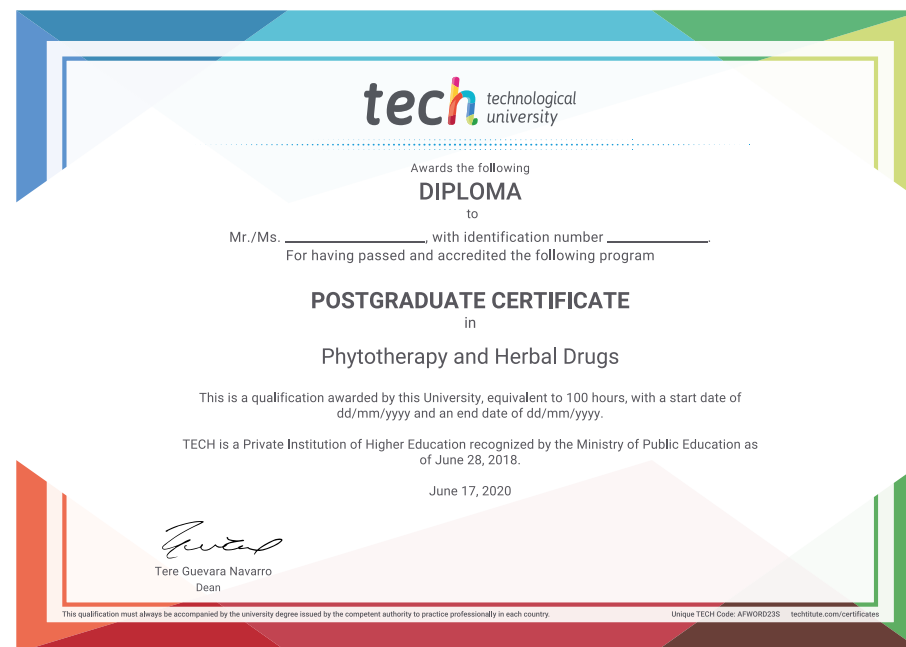 tech technological
university
Awards the following
DIPLOMA
to
Mr./Ms. ____________________, with identification number ______________.
For having passed and accredited the following program
POSTGRADUATE CERTIFICATE
in
Phytotherapy and Herbal Drugs
This is a qualification awarded by this University, equivalent to 100 hours, with a start date of
dd/mm/yyyy and an end date of dd/mm/yyyy.
TECH is a Private Institution of Higher Education recognized by the Ministry of Public Education as
of June 28, 2018.
June 17, 2020
Tere Guevara Navarro
Dean
This qualification must always be accompanied by the university degree issued by the competent authority to practice professionally in each country. Unique TECH Code: AFWORD23S techtitute.com/certificates